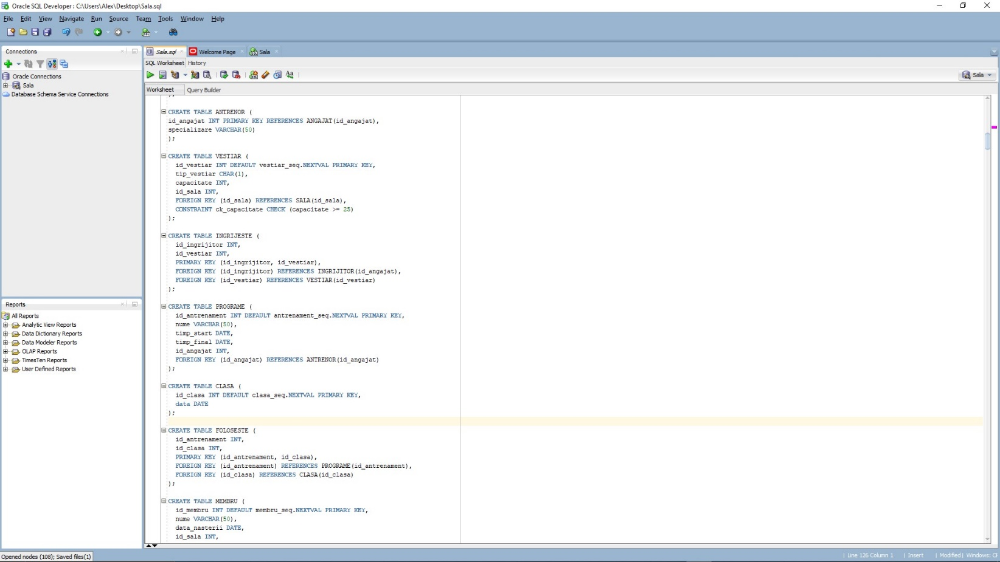 Oracle SQL Developer : C:\Users\Alex\Desktop\Sala.sql
File Edit View Navigate Run Source Team Tools Window Help
Connections
Oracle Connections
Sala
Database Schema Service Connections
Reports
All Reports
Analytic View Reports
Data Dictionary Reports
Data Modeler Reports
OLAP Reports
TimesTen Reports
User Defined Reports
Sala.sql Welcome Page Sala
SQL Worksheet History
Sala
Worksheet Query Builder
);
CREATE TABLE ANTRENOR (
id_angajat INT PRIMARY KEY REFERENCES ANGAJAT(id_angajat),
specializare VARCHAR(50)
);
CREATE TABLE VESTIAR (
id_vestiar INT DEFAULT vestiar_seq.NEXTVAL PRIMARY KEY,
tip_vestiar CHAR(1),
capacitate INT,
id_sala INT,
FOREIGN KEY (id_sala) REFERENCES SALA(id_sala),
CONSTRAINT ck_capacitate CHECK (capacitate >= 25)
);
CREATE TABLE INGRIJESTE (
id_ingrijitor INT,
id_vestiar INT,
PRIMARY KEY (id_ingrijitor, id_vestiar),
FOREIGN KEY (id_ingrijitor) REFERENCES INGRIJITOR(id_angajat),
FOREIGN KEY (id_vestiar) REFERENCES VESTIAR(id_vestiar)
);
CREATE TABLE PROGRAME (
id_antrenament INT DEFAULT antrenament_seq.NEXTVAL PRIMARY KEY,
nume VARCHAR(50),
timp_start DATE,
timp_final DATE,
id_angajat INT,
FOREIGN KEY (id_angajat) REFERENCES ANTRENOR(id_angajat)
);
CREATE TABLE CLASA (
id_clasa INT DEFAULT clasa_seq.NEXTVAL PRIMARY KEY,
data DATE
);
CREATE TABLE FOLOSESTE (
id_antrenament INT,
id_clasa INT,
PRIMARY KEY (id_antrenament, id_clasa),
FOREIGN KEY (id_antrenament) REFERENCES PROGRAME(id_antrenament),
FOREIGN KEY (id_clasa) REFERENCES CLASA(id_clasa)
);
CREATE TABLE MEMBRU (
id_membru INT DEFAULT membru_seq.NEXTVAL PRIMARY KEY,
nume VARCHAR(50),
data_nasterii DATE,
id_sala INT,
Opened nodes (108); Saved files(1)
| Line 126 Column 1 | Insert | Modified | Windows: C